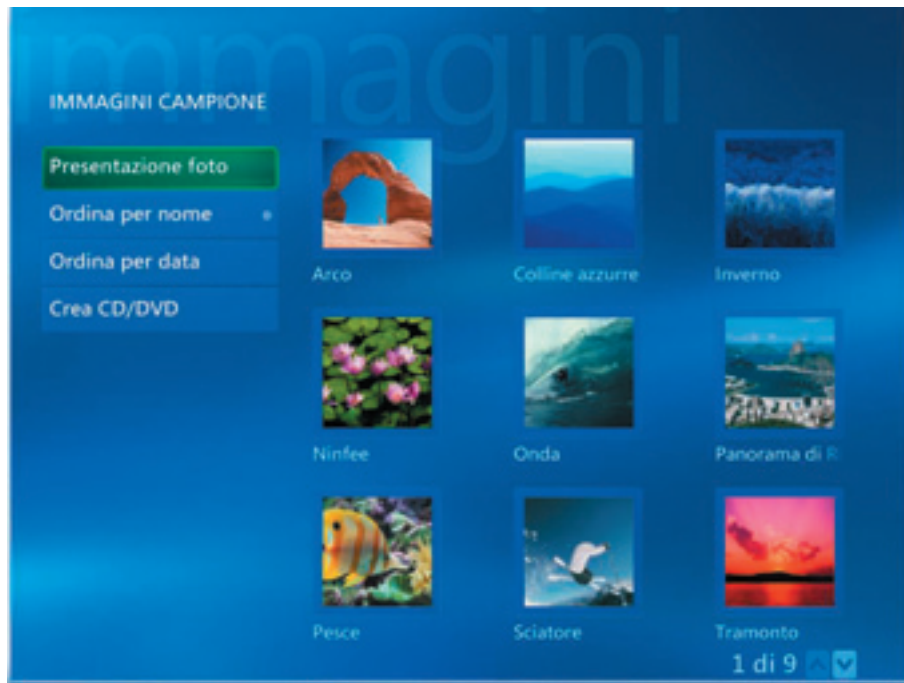 immagini
IMMAGINI CAMPIONE
Presentazione foto
Ordina per nome
Ordina per data
Crea CD/DVD
Arco
Colline azzurre
Inverno
Ninfee
Onda
Panorama di R
Pesce
Sciatore
Tramonto
1 di 9